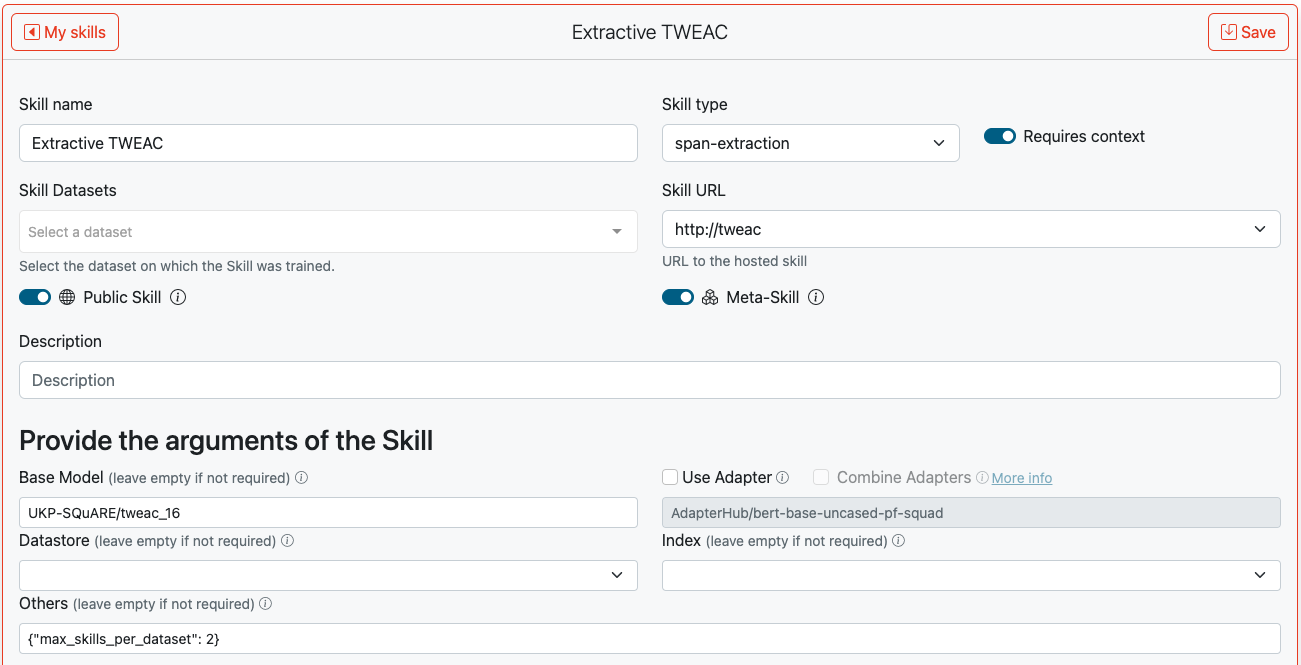 My skills
Extractive TWEAC
Save
Skill name
Skill type
Extractive TWEAC
span-extraction
Requires context
Skill Datasets
Skill URL
Select a dataset
http://tweac
Select the dataset on which the Skill was trained.
URL to the hosted skill
Public Skill
Meta-Skill
Description
Description
Provide the arguments of the Skill
Base Model (leave empty if not required)
Use Adapter
Combine Adapters More info
UKP-SQuARE/tweac_16
AdapterHub/bert-base-uncased-pf-squad
Datastore (leave empty if not required)
Index (leave empty if not required)
Others (leave empty if not required)
{"max_skills_per_dataset": 2}